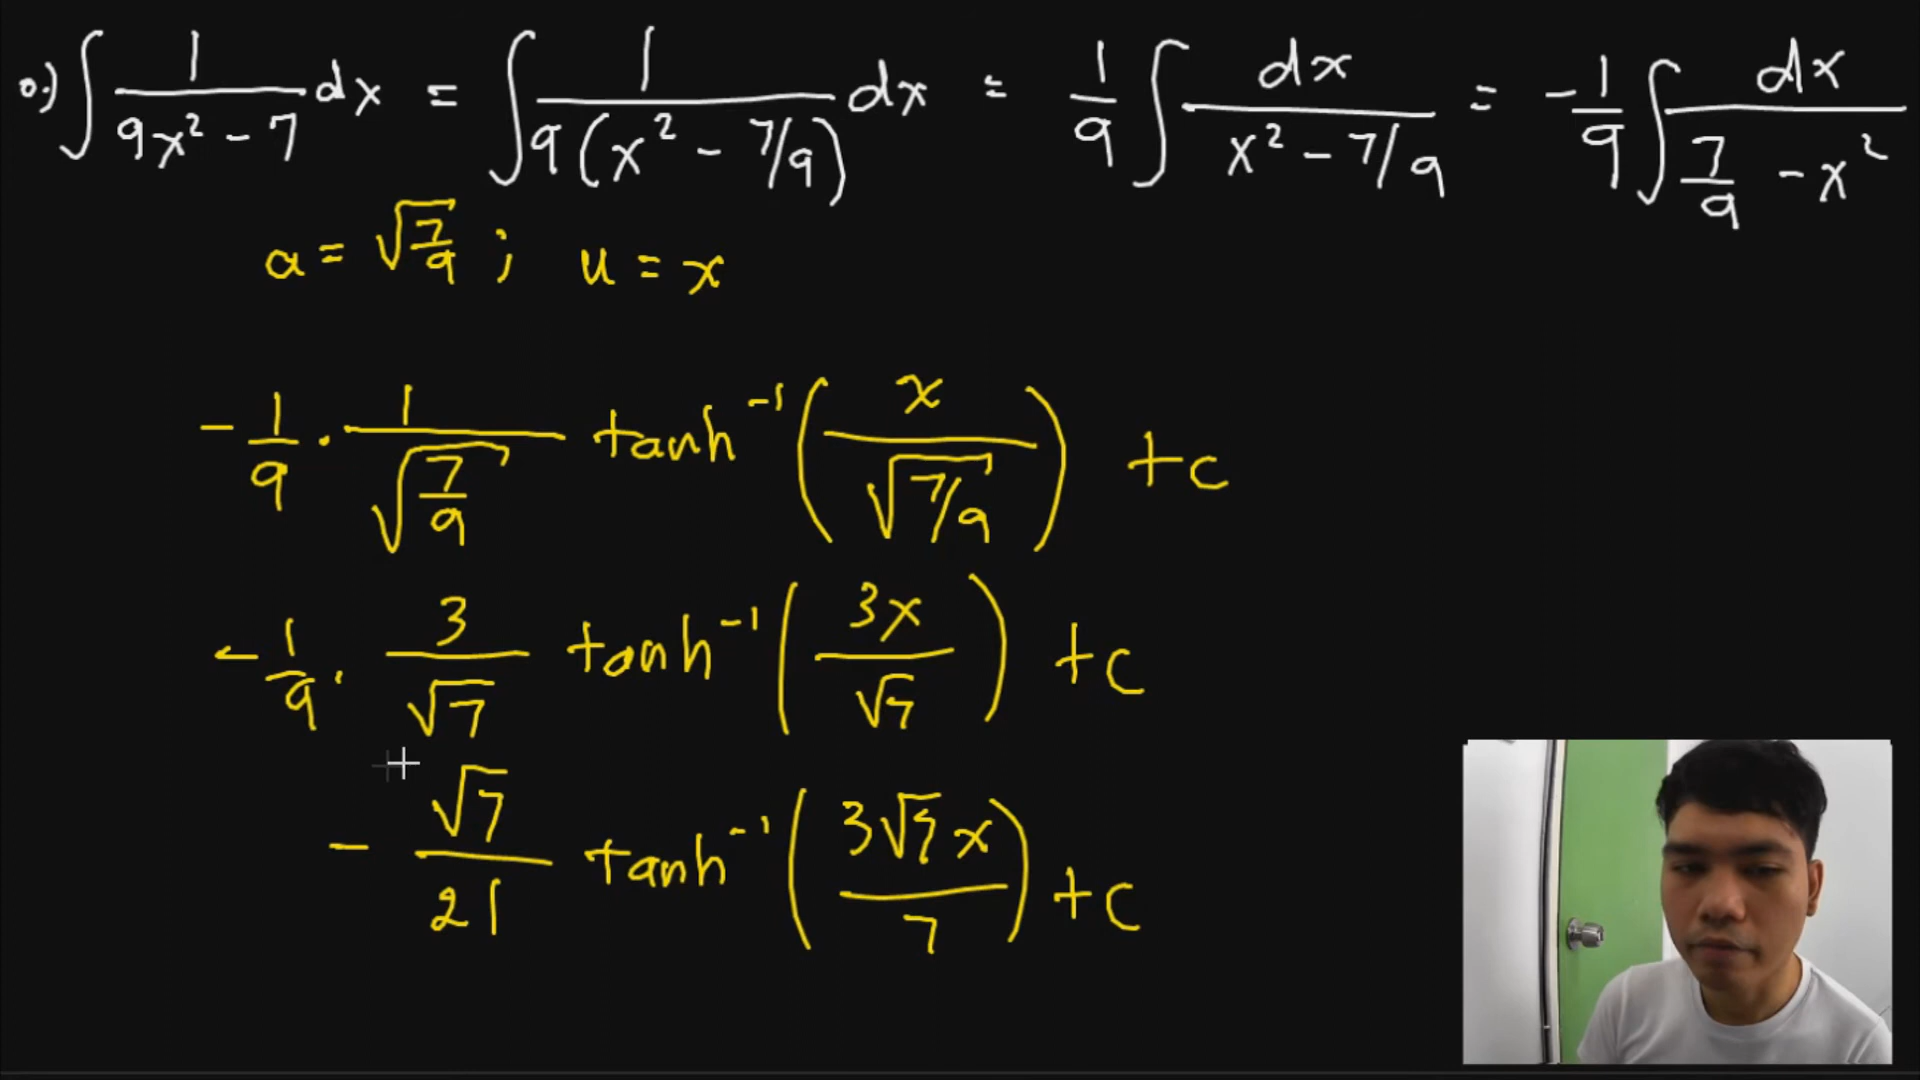 o.) ∫ 1/(9x² - 7) dx = ∫ 1/(9(x² - 7/9)) dx = 1/9 ∫ dx/(x² - 7/9) = -1/9 ∫ dx/(7/9 - x²)
a = √(7/9) ; u = x
- 1/9 · 1/√(7/9) tanh⁻¹ (x/√(7/9)) + c
- 1/9 · 3/√7 tanh⁻¹ (3x/√7) + c
- √7/21 tanh⁻¹ (3√7x/7) + c